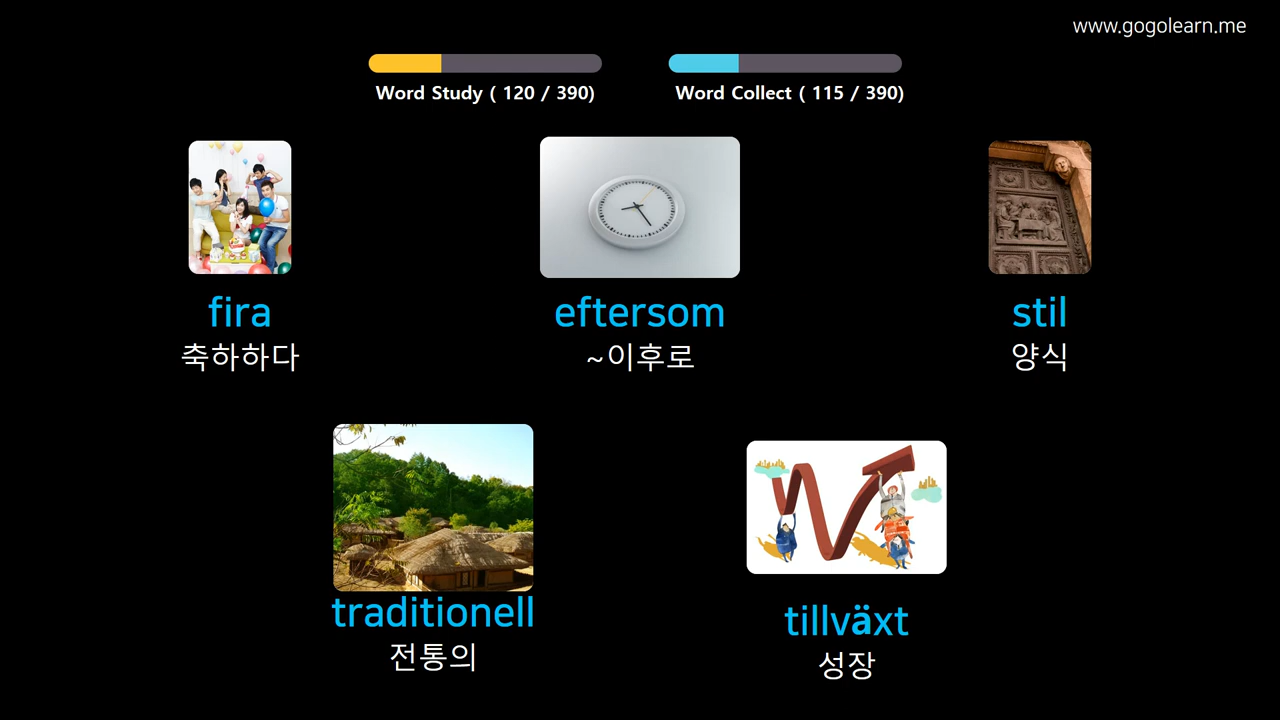 www.gogolearn.me
Word Study ( 120 / 390)
Word Collect ( 115 / 390)
fira
축하하다
eftersom
~이후로
stil
양식
traditionell
전통의
tillväxt
성장